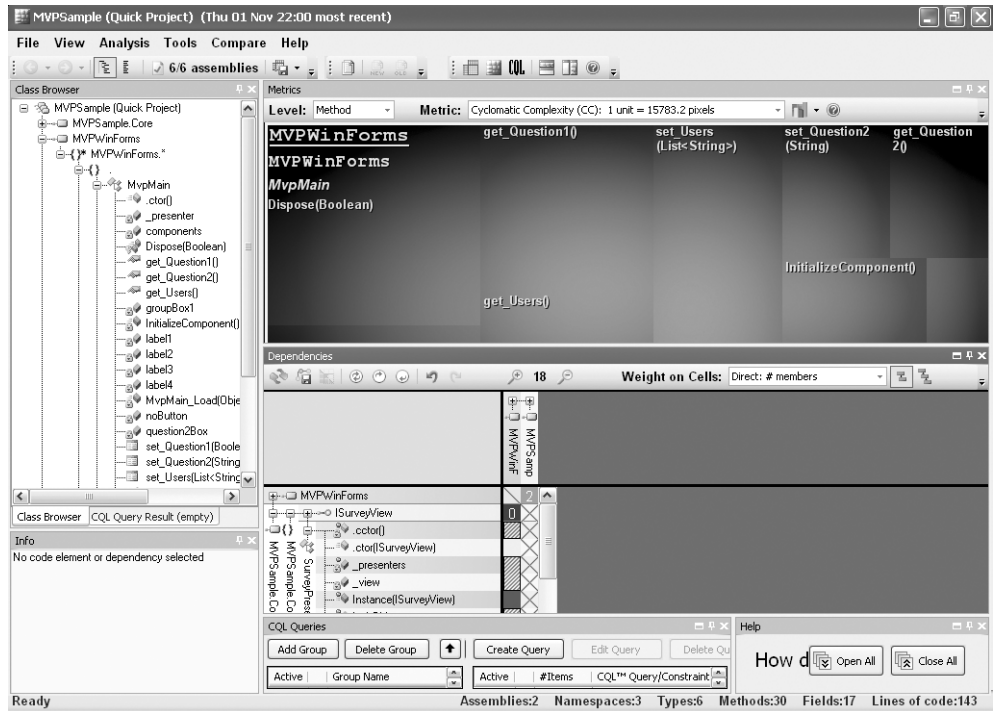 MVPSample (Quick Project) (Thu 01 Nov 22:00 most recent)
File View Analysis Tools Compare Help
6/6 assemblies
CQL
Class Browser
MVPSample (Quick Project)
MVPSample.Core
MVPWinForms
{}* MVPWinForms.*
{} .
MvpMain
.ctor()
_presenter
components
Dispose(Boolean)
get_Question1()
get_Question2()
get_Users()
groupBox1
InitializeComponent()
label1
label2
label3
label4
MvpMain_Load(Obje
noButton
question2Box
set_Question1(Boole
set_Question2(String
set_Users(List<String
Class Browser CQL Query Result (empty)
Info
No code element or dependency selected
Metrics
Level: Method Metric: Cyclomatic Complexity (CC): 1 unit = 15783.2 pixels
MVPWinForms
MVPWinForms
MvpMain
Dispose(Boolean)
get_Question1()
get_Users()
set_Users
(List<String>)
set_Question2
(String)
get_Question
2()
InitializeComponent()
Dependencies
18 Weight on Cells: Direct: # members
MVPWinF
MVPSamp
MVPWinForms
2
ISurveyView
0
{}
MVPSample.Co
MVPSample.Co
SurveyPrese
.cctor()
.ctor(ISurveyView)
_presenters
_view
Instance(ISurveyView)
CQL Queries
Add Group Delete Group Create Query Edit Query Delete Qu
Active Group Name
Active #Items CQL™ Query/Constraint
Help
How d
Open All Close All
Ready
Assemblies:2 Namespaces:3 Types:6 Methods:30 Fields:17 Lines of code:143